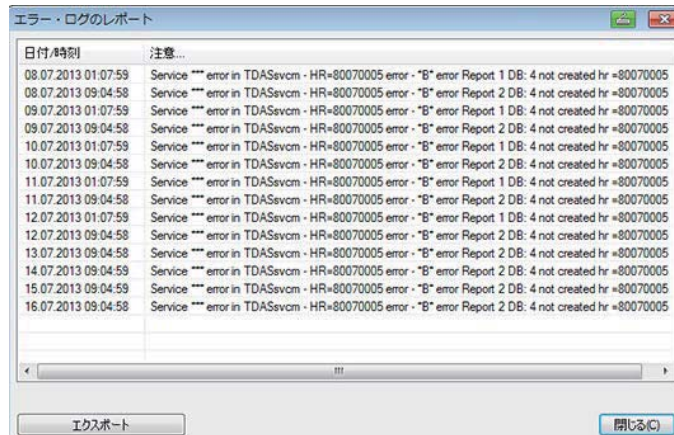 エラー・ログのレポート
日付/時刻 注意...
08.07.2013 01:07:59 Service *** error in TDASsvcm - HR=80070005 error - *B* error Report 1 DB: 4 not created hr =80070005
08.07.2013 09:04:58 Service *** error in TDASsvcm - HR=80070005 error - *B* error Report 2 DB: 4 not created hr =80070005
09.07.2013 01:07:59 Service *** error in TDASsvcm - HR=80070005 error - *B* error Report 1 DB: 4 not created hr =80070005
09.07.2013 09:04:58 Service *** error in TDASsvcm - HR=80070005 error - *B* error Report 2 DB: 4 not created hr =80070005
10.07.2013 01:07:59 Service *** error in TDASsvcm - HR=80070005 error - *B* error Report 1 DB: 4 not created hr =80070005
10.07.2013 09:04:58 Service *** error in TDASsvcm - HR=80070005 error - *B* error Report 2 DB: 4 not created hr =80070005
11.07.2013 01:07:59 Service *** error in TDASsvcm - HR=80070005 error - *B* error Report 1 DB: 4 not created hr =80070005
11.07.2013 09:04:58 Service *** error in TDASsvcm - HR=80070005 error - *B* error Report 2 DB: 4 not created hr =80070005
12.07.2013 01:07:59 Service *** error in TDASsvcm - HR=80070005 error - *B* error Report 1 DB: 4 not created hr =80070005
12.07.2013 09:04:58 Service *** error in TDASsvcm - HR=80070005 error - *B* error Report 2 DB: 4 not created hr =80070005
13.07.2013 09:04:58 Service *** error in TDASsvcm - HR=80070005 error - *B* error Report 2 DB: 4 not created hr =80070005
14.07.2013 09:04:59 Service *** error in TDASsvcm - HR=80070005 error - *B* error Report 2 DB: 4 not created hr =80070005
15.07.2013 09:04:59 Service *** error in TDASsvcm - HR=80070005 error - *B* error Report 2 DB: 4 not created hr =80070005
16.07.2013 09:04:58 Service *** error in TDASsvcm - HR=80070005 error - *B* error Report 2 DB: 4 not created hr =80070005
エクスポート 閉じる(C)